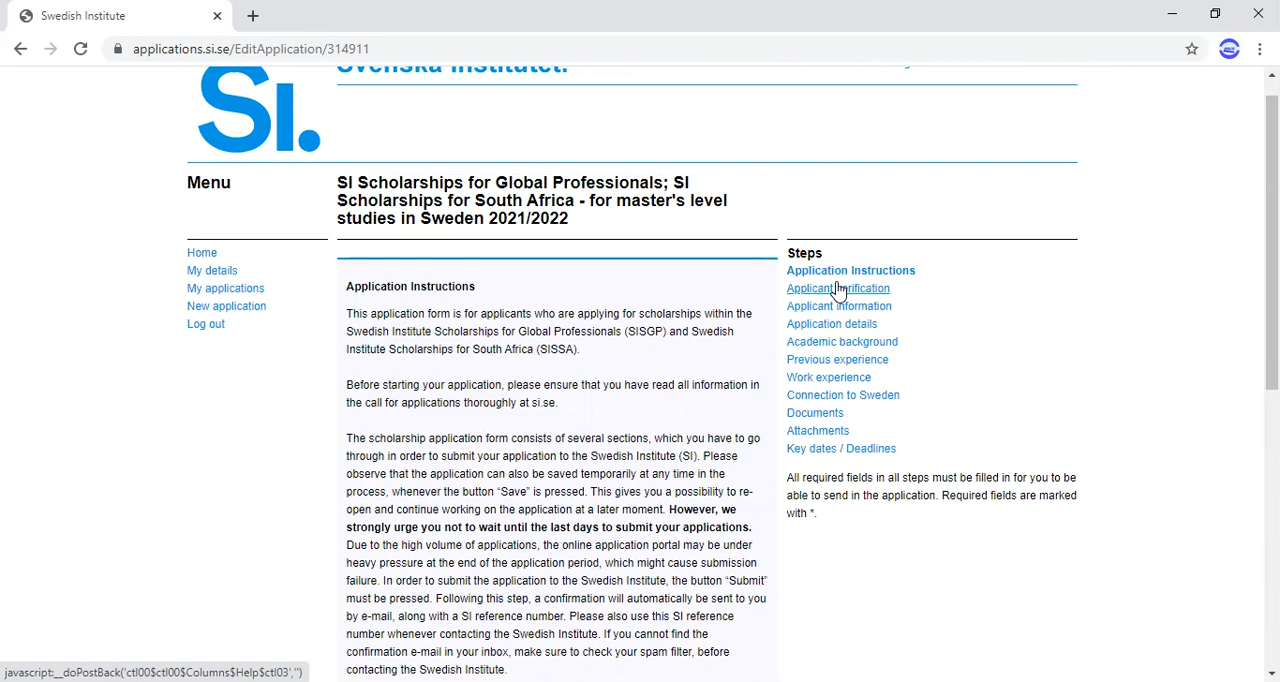 Swedish Institute
applications.si.se/EditApplication/314911
Svenska institutet.
SI.
Menu
Home
My details
My applications
New application
Log out
SI Scholarships for Global Professionals; SI
Scholarships for South Africa - for master's level
studies in Sweden 2021/2022
Application Instructions
This application form is for applicants who are applying for scholarships within the
Swedish Institute Scholarships for Global Professionals (SISGP) and Swedish
Institute Scholarships for South Africa (SISSA).
Before starting your application, please ensure that you have read all information in
the call for applications thoroughly at si.se.
The scholarship application form consists of several sections, which you have to go
through in order to submit your application to the Swedish Institute (SI). Please
observe that the application can also be saved temporarily at any time in the
process, whenever the button “Save” is pressed. This gives you a possibility to re-
open and continue working on the application at a later moment. However, we
strongly urge you not to wait until the last days to submit your applications.
Due to the high volume of applications, the online application portal may be under
heavy pressure at the end of the application period, which might cause submission
failure. In order to submit the application to the Swedish Institute, the button “Submit”
must be pressed. Following this step, a confirmation will automatically be sent to you
by e-mail, along with a SI reference number. Please also use this SI reference
number whenever contacting the Swedish Institute. If you cannot find the
confirmation e-mail in your inbox, make sure to check your spam filter, before
contacting the Swedish Institute.
Steps
Application Instructions
Applicant verification
Applicant information
Application details
Academic background
Previous experience
Work experience
Connection to Sweden
Documents
Attachments
Key dates / Deadlines
All required fields in all steps must be filled in for you to be
able to send in the application. Required fields are marked
with *.
javascript:__doPostBack('ctl00$ctl00$Columns$Help$ctl03','')